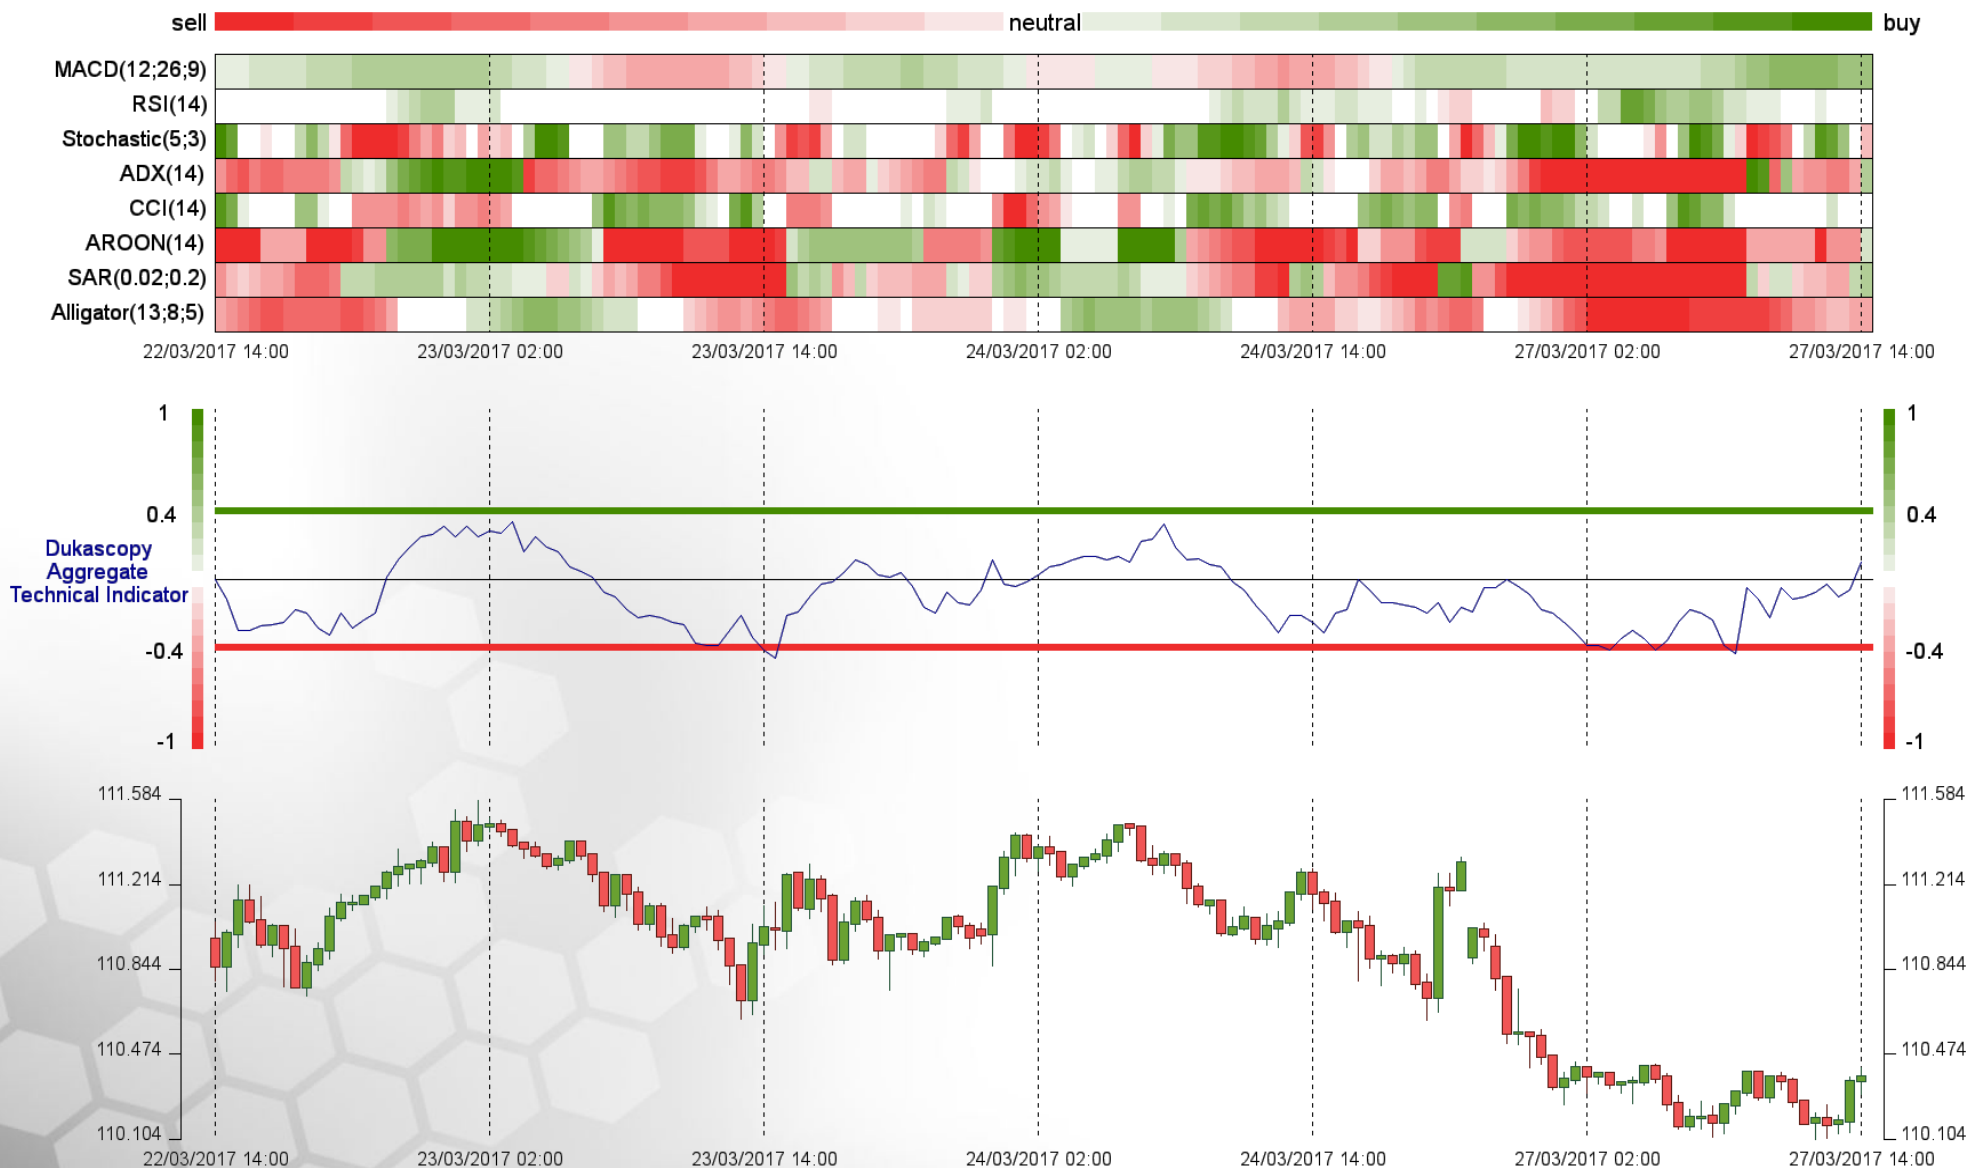 sell neutral buy
MACD(12;26;9)
RSI(14)
Stochastic(5;3)
ADX(14)
CCI(14)
AROON(14)
SAR(0.02;0.2)
Alligator(13;8;5)
22/03/2017 14:00 23/03/2017 02:00 23/03/2017 14:00 24/03/2017 02:00 24/03/2017 14:00 27/03/2017 02:00 27/03/2017 14:00
1 1
0.4 0.4
Dukascopy
Aggregate
Technical Indicator
-0.4 -0.4
-1 -1
111.584 111.584
111.214 111.214
110.844 110.844
110.474 110.474
110.104 110.104
22/03/2017 14:00 23/03/2017 02:00 23/03/2017 14:00 24/03/2017 02:00 24/03/2017 14:00 27/03/2017 02:00 27/03/2017 14:00